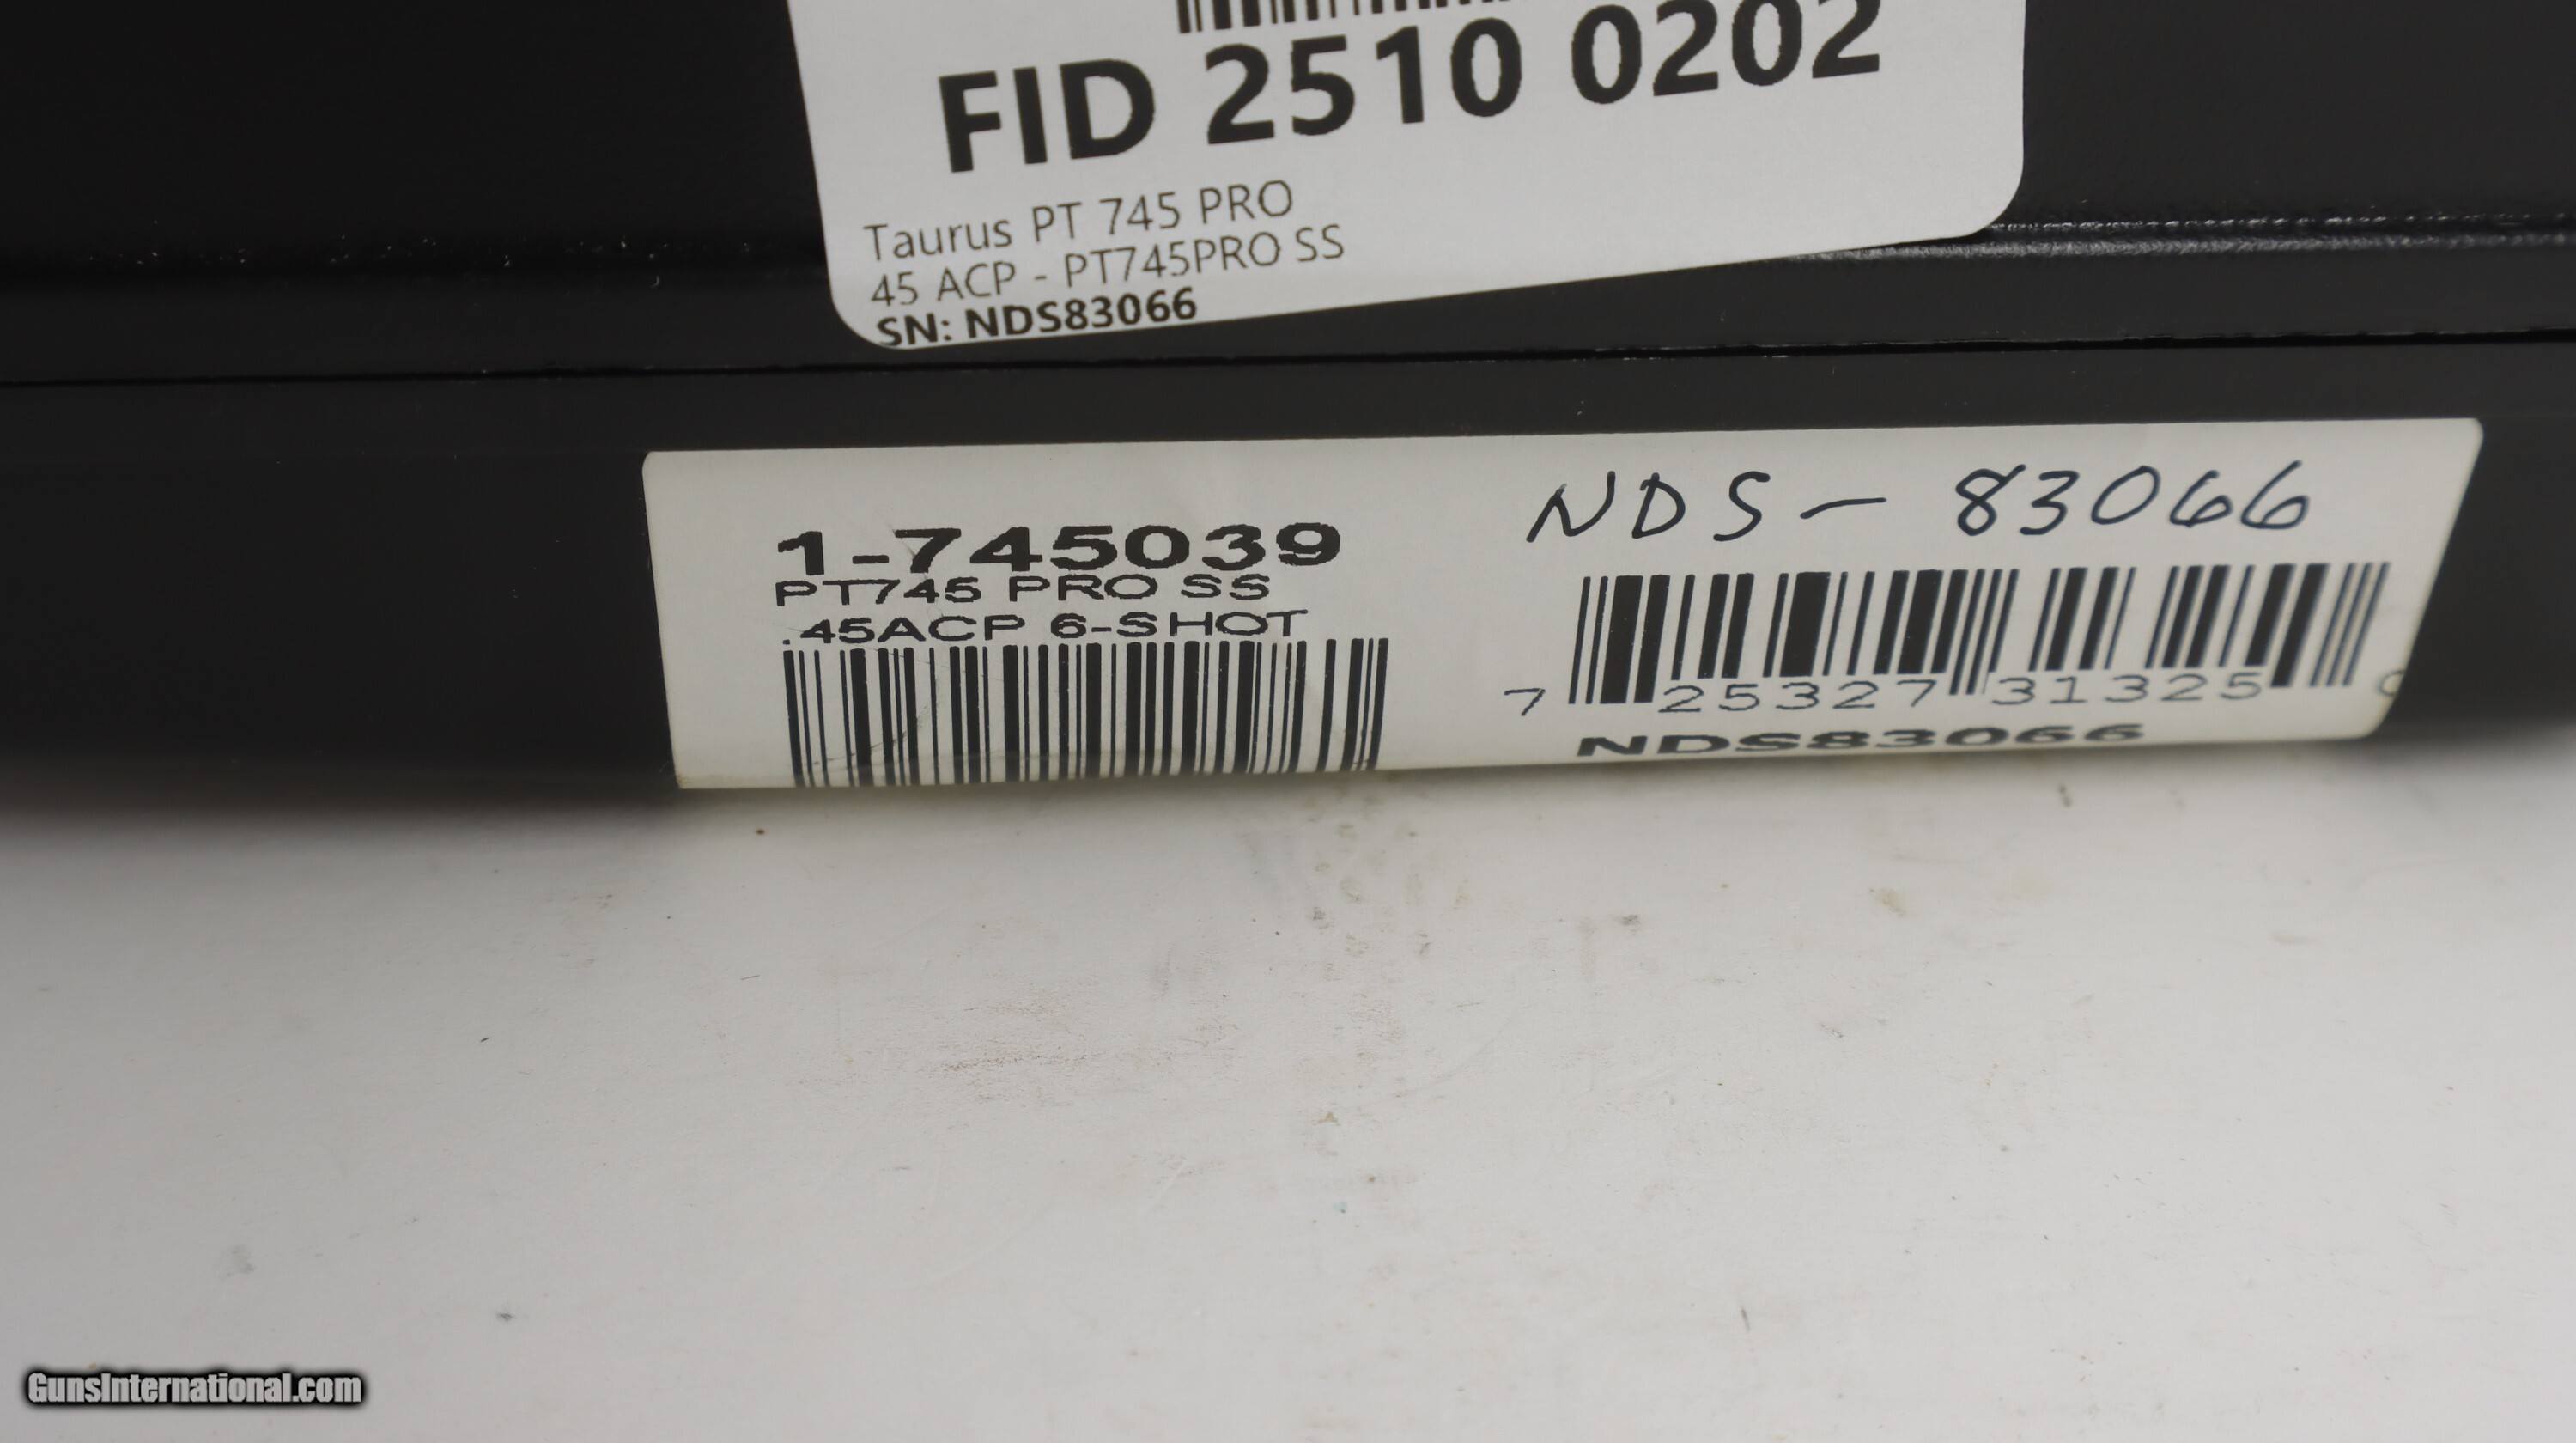 FID 2510 0202
Taurus PT 745 PRO
45 ACP - PT745PRO SS
SN: NDS83066
1-745039
PT745 PRO SS
.45ACP 6-SHOT
NDS - 83066
7 25327 31325
NDS83066
GunsInternational.com